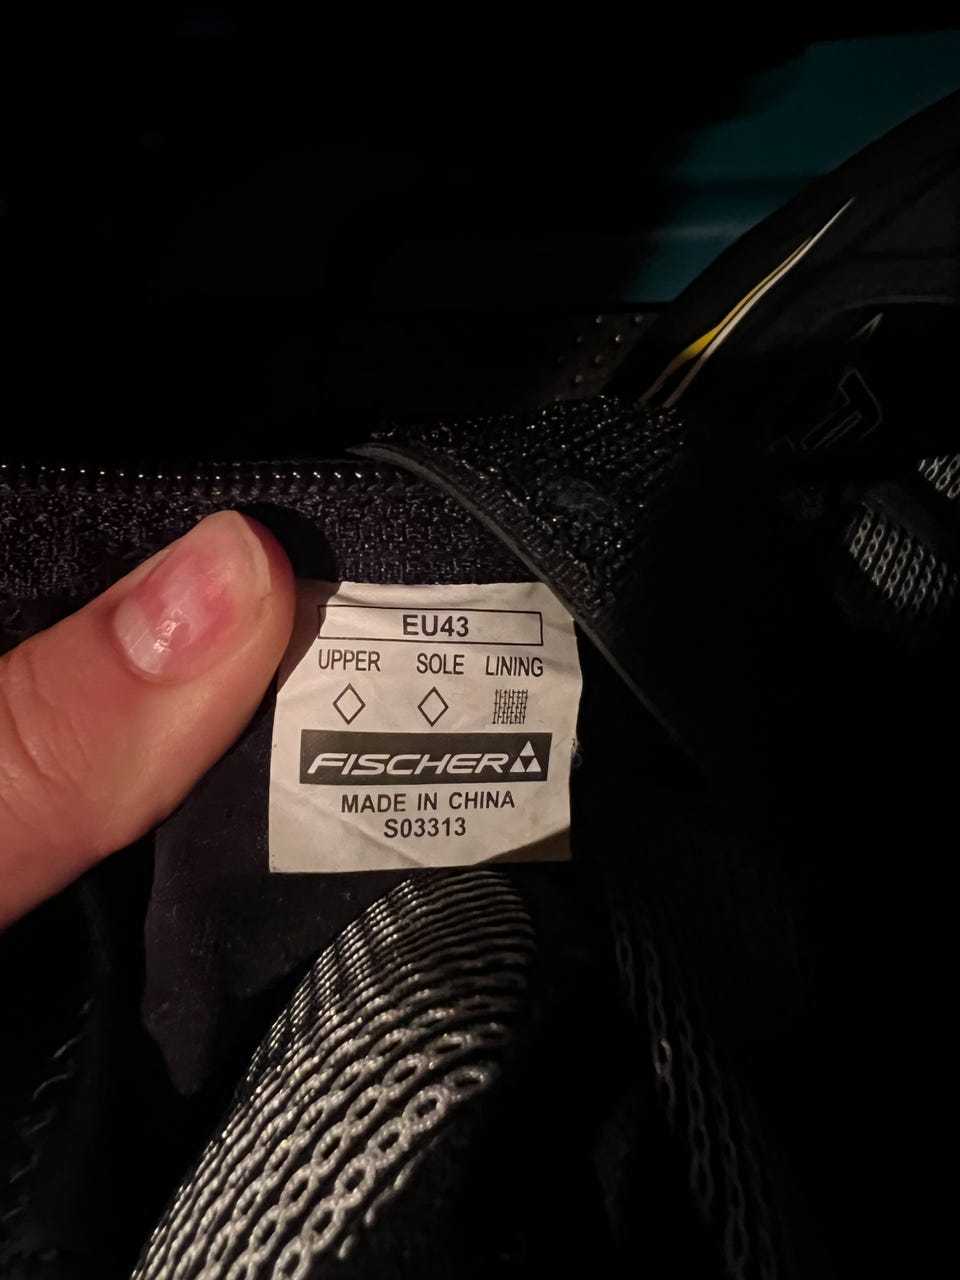 EU43
UPPER SOLE LINING
FISCHER
MADE IN CHINA
S03313